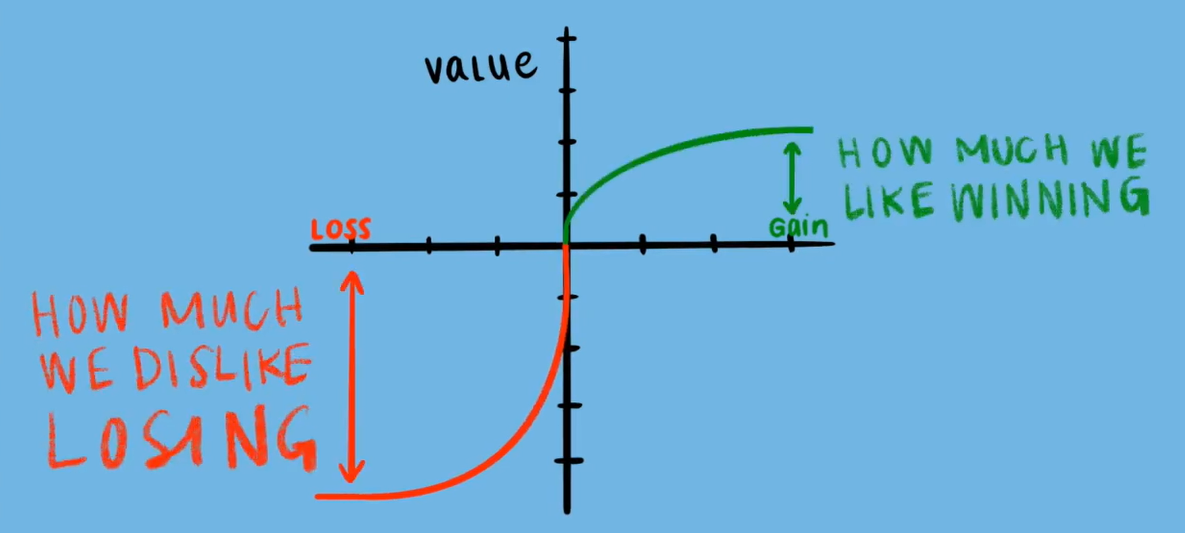 value
HOW MUCH WE
LIKE WINNING
Gain
LOSS
HOW MUCH
WE DISLIKE
LOSING